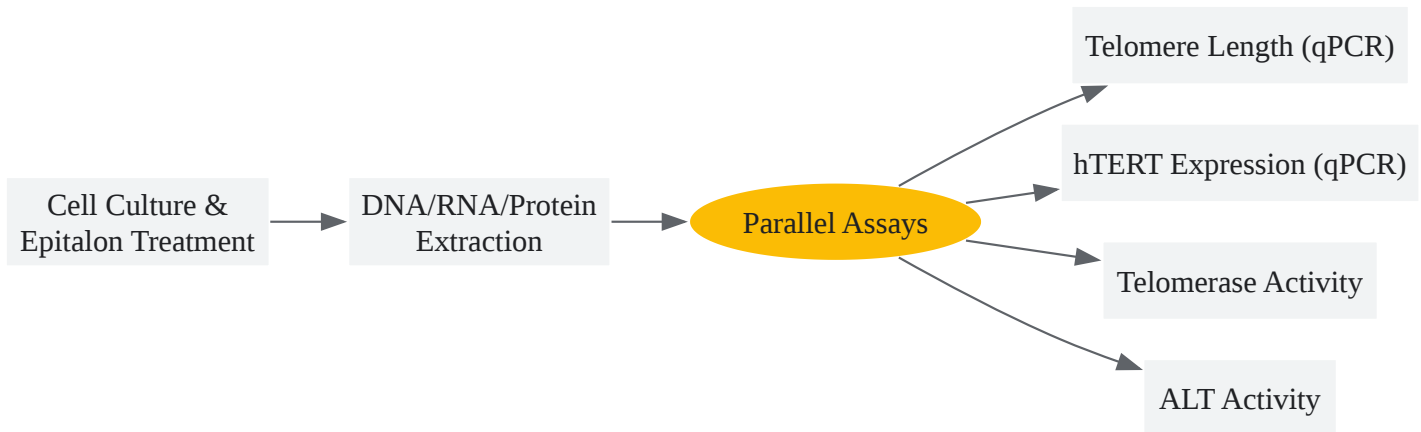 Cell Culture &
Epitalon Treatment
DNA/RNA/Protein
Extraction
Parallel Assays
Telomere Length (qPCR)
hTERT Expression (qPCR)
Telomerase Activity
ALT Activity